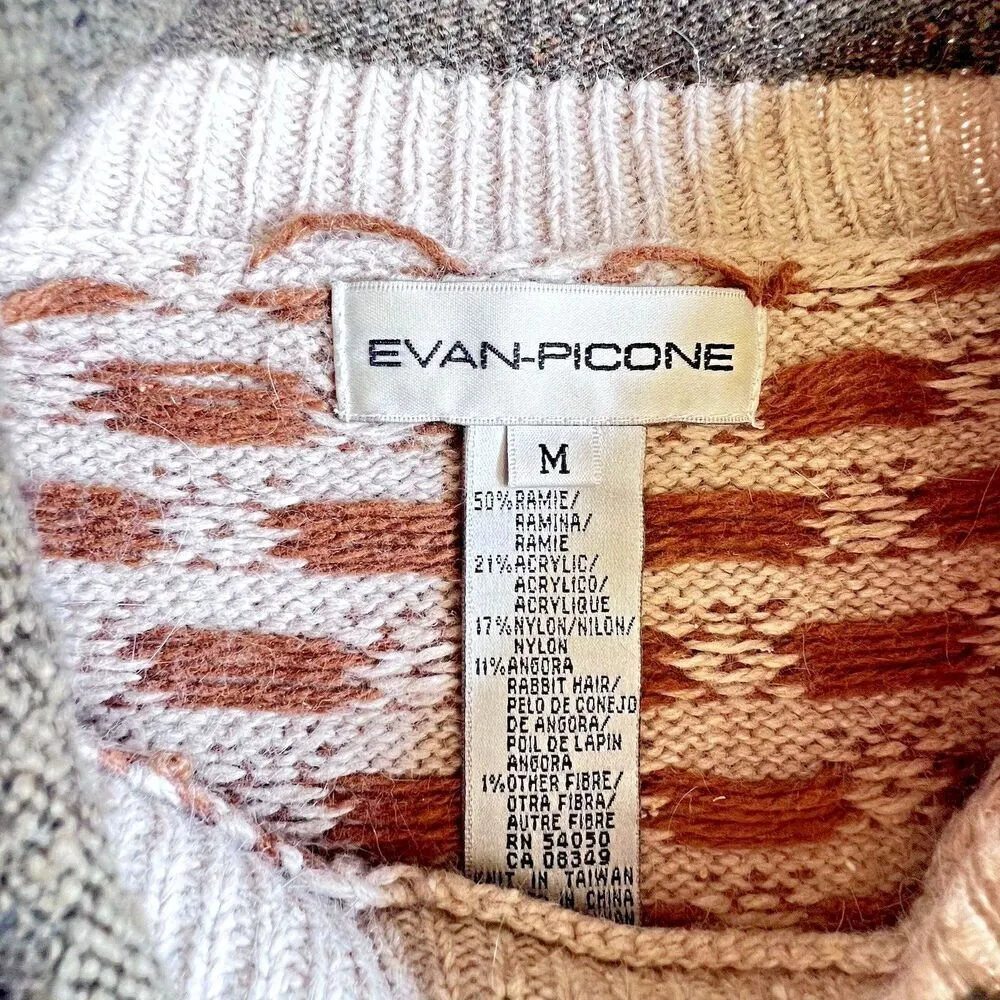 EVAN-PICONE
M
50% RAMIE/
RAMINA/
RAMIE
21% ACRYLIC/
ACRYLICO/
ACRYLIQUE
17% NYLON/NILON/
NYLON
11% ANGORA
RABBIT HAIR/
PELO DE CONEJO
DE ANGORA/
POIL DE LAPIN
ANGORA
1% OTHER FIBRE/
OTRA FIBRA/
AUTRE FIBRE
RN 54050
CA 08349
KNIT IN TAIWAN
IN CHINA